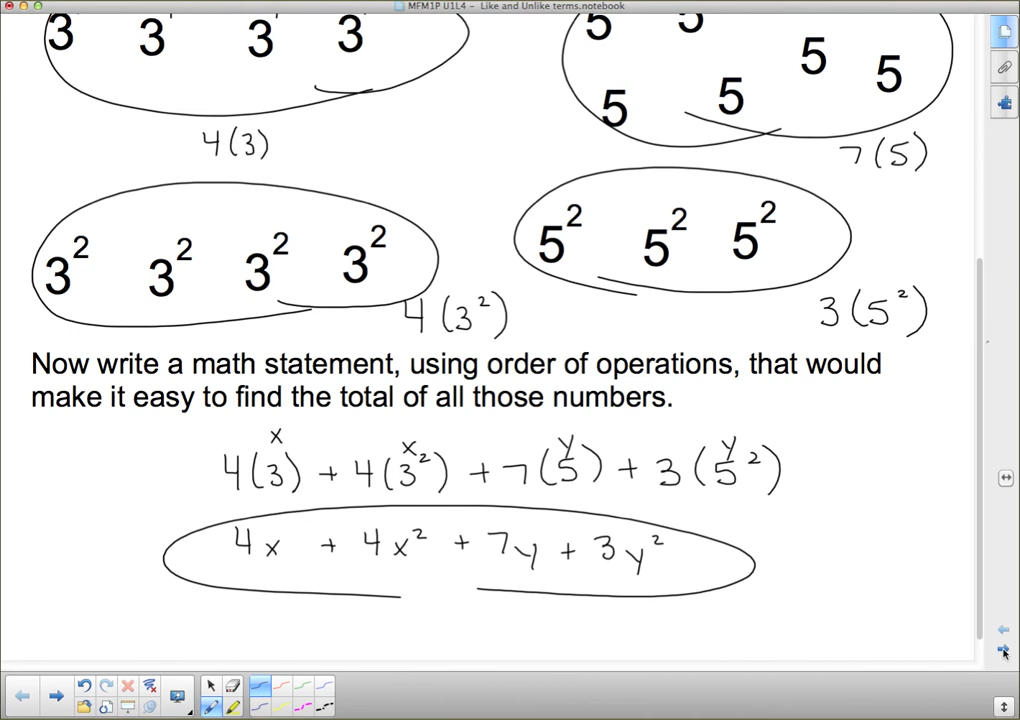 MFM1P U1L4 - Like and Unlike terms.notebook
3 3 3 3
5 5 5 5
5 5
4(3)
7(5)
3² 3² 3² 3²
5² 5² 5²
4(3²)
3(5²)
Now write a math statement, using order of operations, that would
make it easy to find the total of all those numbers.
x x y y
4(3) + 4(3²) + 7(5) + 3(5²)
4x + 4x² + 7y + 3y²